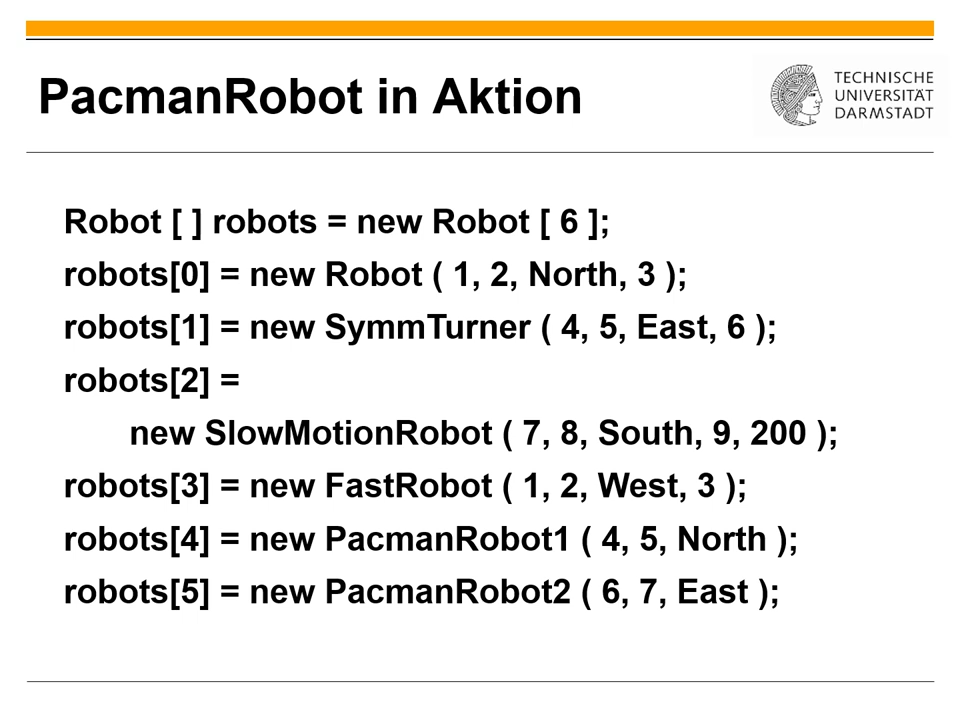 PacmanRobot in Aktion
TECHNISCHE
UNIVERSITÄT
DARMSTADT
Robot [ ] robots = new Robot [ 6 ];
robots[0] = new Robot ( 1, 2, North, 3 );
robots[1] = new SymmTurner ( 4, 5, East, 6 );
robots[2] =
new SlowMotionRobot ( 7, 8, South, 9, 200 );
robots[3] = new FastRobot ( 1, 2, West, 3 );
robots[4] = new PacmanRobot1 ( 4, 5, North );
robots[5] = new PacmanRobot2 ( 6, 7, East );